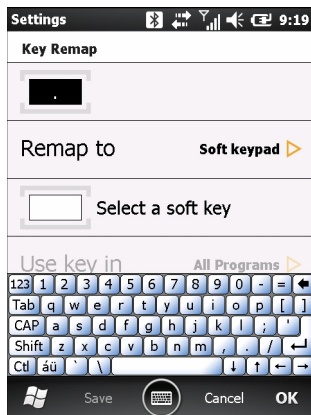 Settings 9:19
Key Remap
.
Remap to Soft keypad
Select a soft key
Use key in All Programs
123 1 2 3 4 5 6 7 8 9 0 - =
Tab q w e r t y u i o p [ ]
CAP a s d f g h j k l ; '
Shift z x c v b n m , . /
Ctl áü ` \
Save Cancel OK